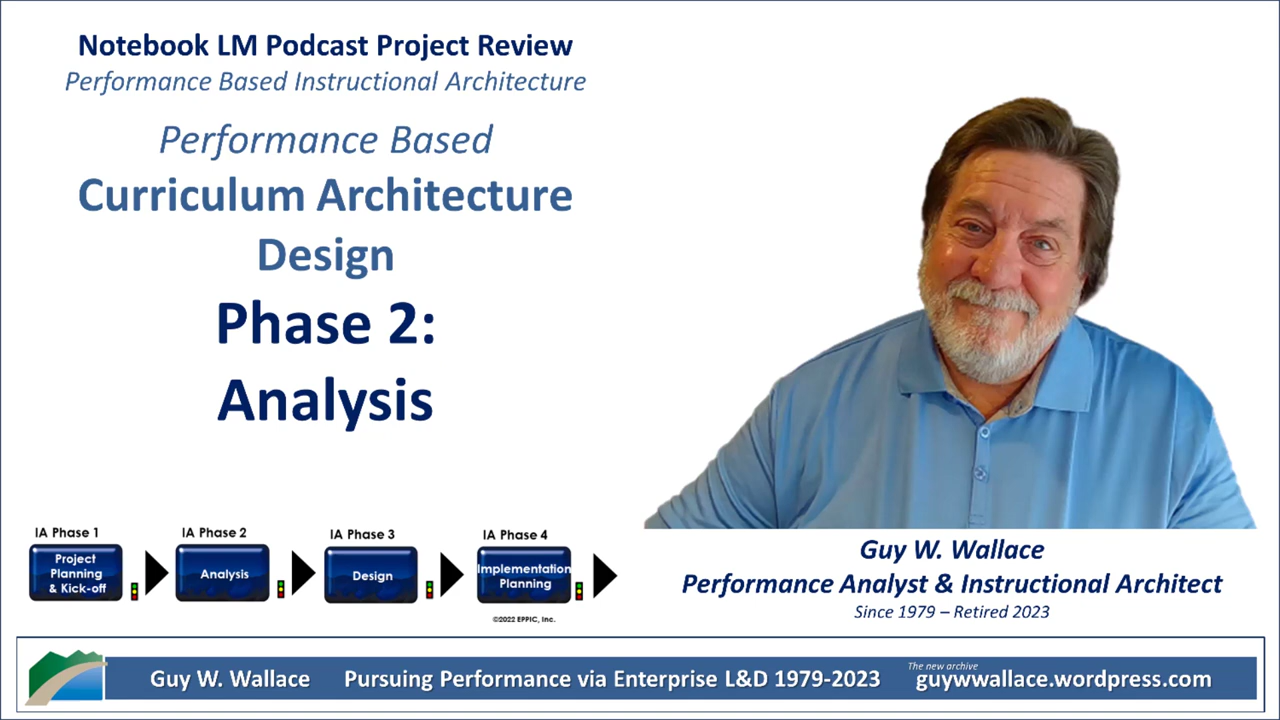 Notebook LM Podcast Project Review
Performance Based Instructional Architecture
Performance Based
Curriculum Architecture
Design
Phase 2:
Analysis
IA Phase 1
Project
Planning
& Kick-off
IA Phase 2
Analysis
IA Phase 3
Design
IA Phase 4
Implementation
Planning
©2022 EPPIC, Inc.
Guy W. Wallace
Performance Analyst & Instructional Architect
Since 1979 – Retired 2023
Guy W. Wallace
Pursuing Performance via Enterprise L&D 1979-2023
The new archive
guywwallace.wordpress.com